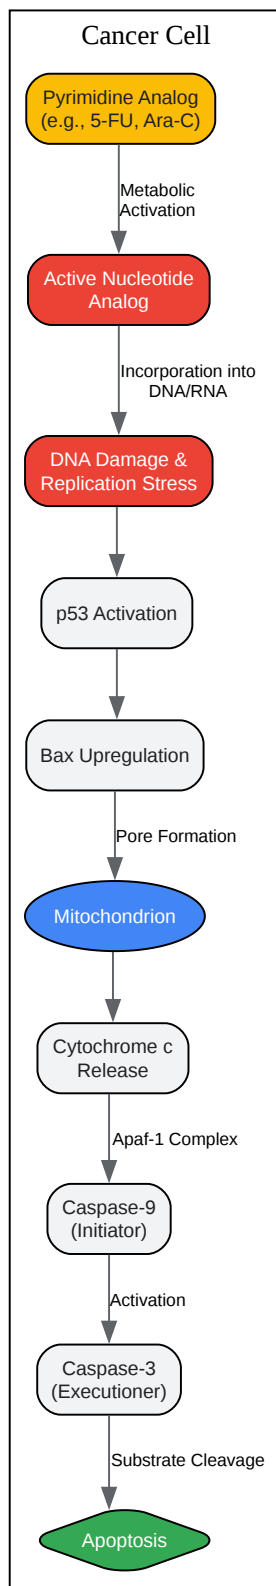 Cancer Cell
Pyrimidine Analog
(e.g., 5-FU, Ara-C)
Metabolic
Activation
Active Nucleotide
Analog
Incorporation into
DNA/RNA
DNA Damage &
Replication Stress
p53 Activation
Bax Upregulation
Pore Formation
Mitochondrion
Cytochrome c
Release
Apaf-1 Complex
Caspase-9
(Initiator)
Activation
Caspase-3
(Executioner)
Substrate Cleavage
Apoptosis